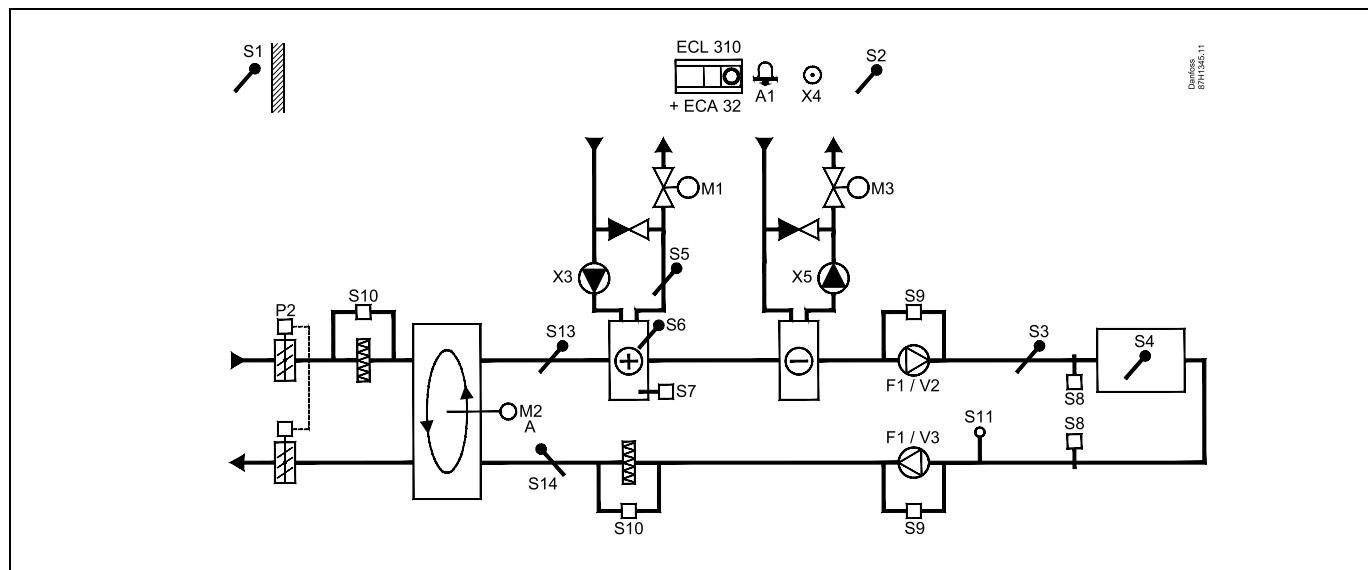 S1
ECL 310
+ ECA 32
A1
X4
S2
Danfoss
87H1345.11
M1
M3
S5
X3
X5
P2
S10
S13
S6
S9
S3
S4
S7
F1 / V2
S8
M2
A
S11
S8
F1 / V3
S14
S10
S9